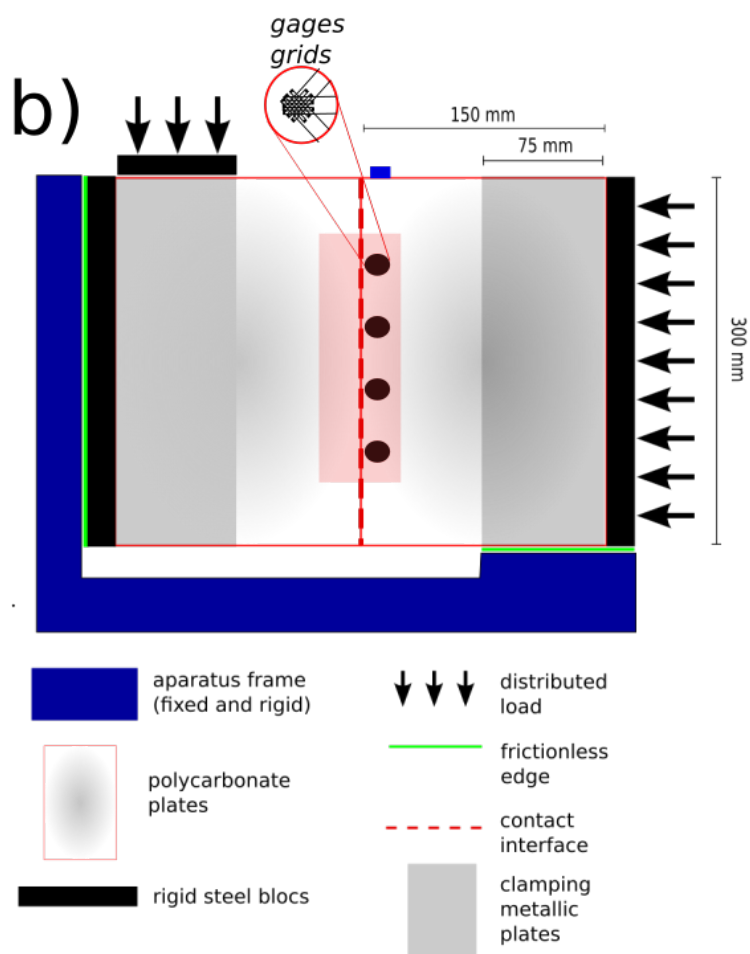 gages
grids
b)
150 mm
75 mm
300 mm
aparatus frame
(fixed and rigid)
distributed
load
polycarbonate
plates
frictionless
edge
contact
interface
rigid steel blocs
clamping
metallic
plates